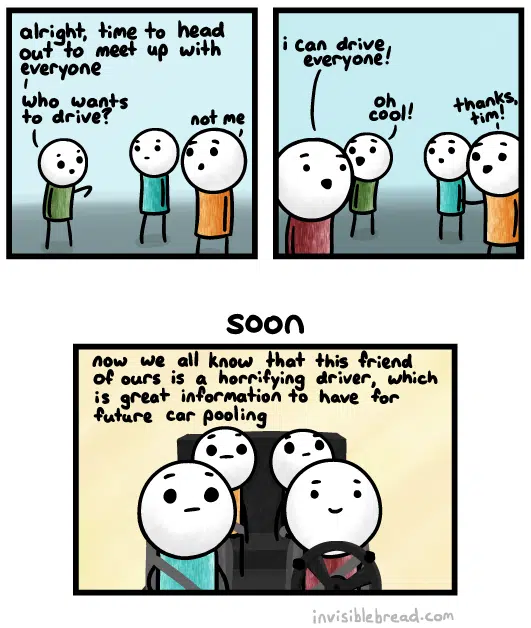 alright, time to head
out to meet up with
everyone
who wants
to drive?
not me
i can drive,
everyone!
oh
cool!
thanks,
tim!
soon
now we all know that this friend
of ours is a horrifying driver, which
is great information to have for
future car pooling
invisiblebread.com